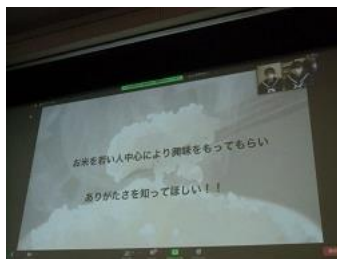 お米を若い人中心により興味をもってもらい
ありがたさを知ってほしい！！